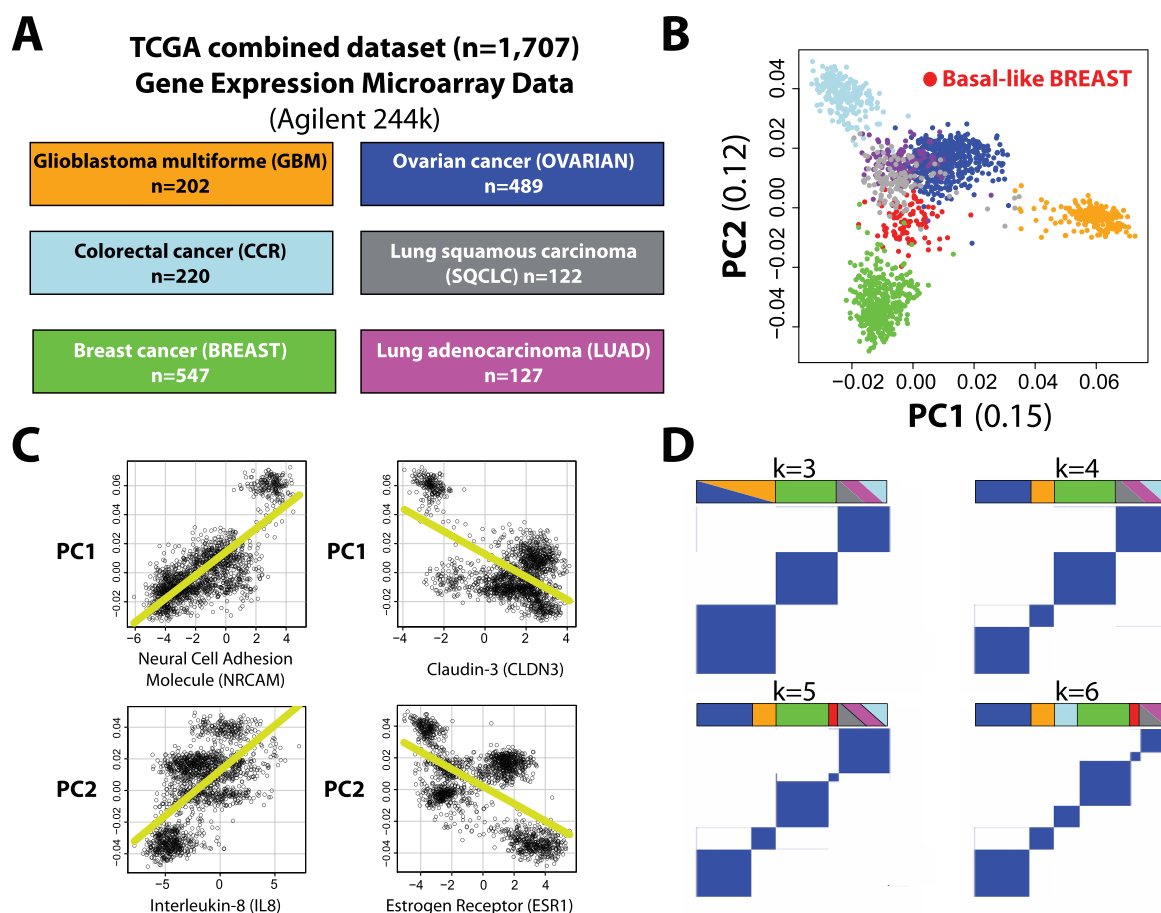 A
TCGA combined dataset (n=1,707)
Gene Expression Microarray Data
(Agilent 244k)
Glioblastoma multiforme (GBM)
n=202
Ovarian cancer (OVARIAN)
n=489
Colorectal cancer (CCR)
n=220
Lung squamous carcinoma
(SQCLC) n=122
Breast cancer (BREAST)
n=547
Lung adenocarcinoma (LUAD)
n=127
B
Basal-like BREAST
PC2 (0.12)
0.04
0.02
0.00
−0.02
−0.04
−0.02 0.00 0.02 0.04 0.06
PC1 (0.15)
C
PC1
0.06
0.04
0.02
0.00
−0.02
−6 −4 −2 0 2 4
Neural Cell Adhesion
Molecule (NRCAM)
0.06
0.04
0.02
0.00
−0.02
−4 −2 0 2 4
Claudin-3 (CLDN3)
PC2
0.04
0.02
0.00
−0.02
−0.04
−5 0 5
Interleukin-8 (IL8)
0.04
0.02
0.00
−0.02
−0.04
−4 −2 0 2 4
Estrogen Receptor (ESR1)
D
k=3
k=4
k=5
k=6